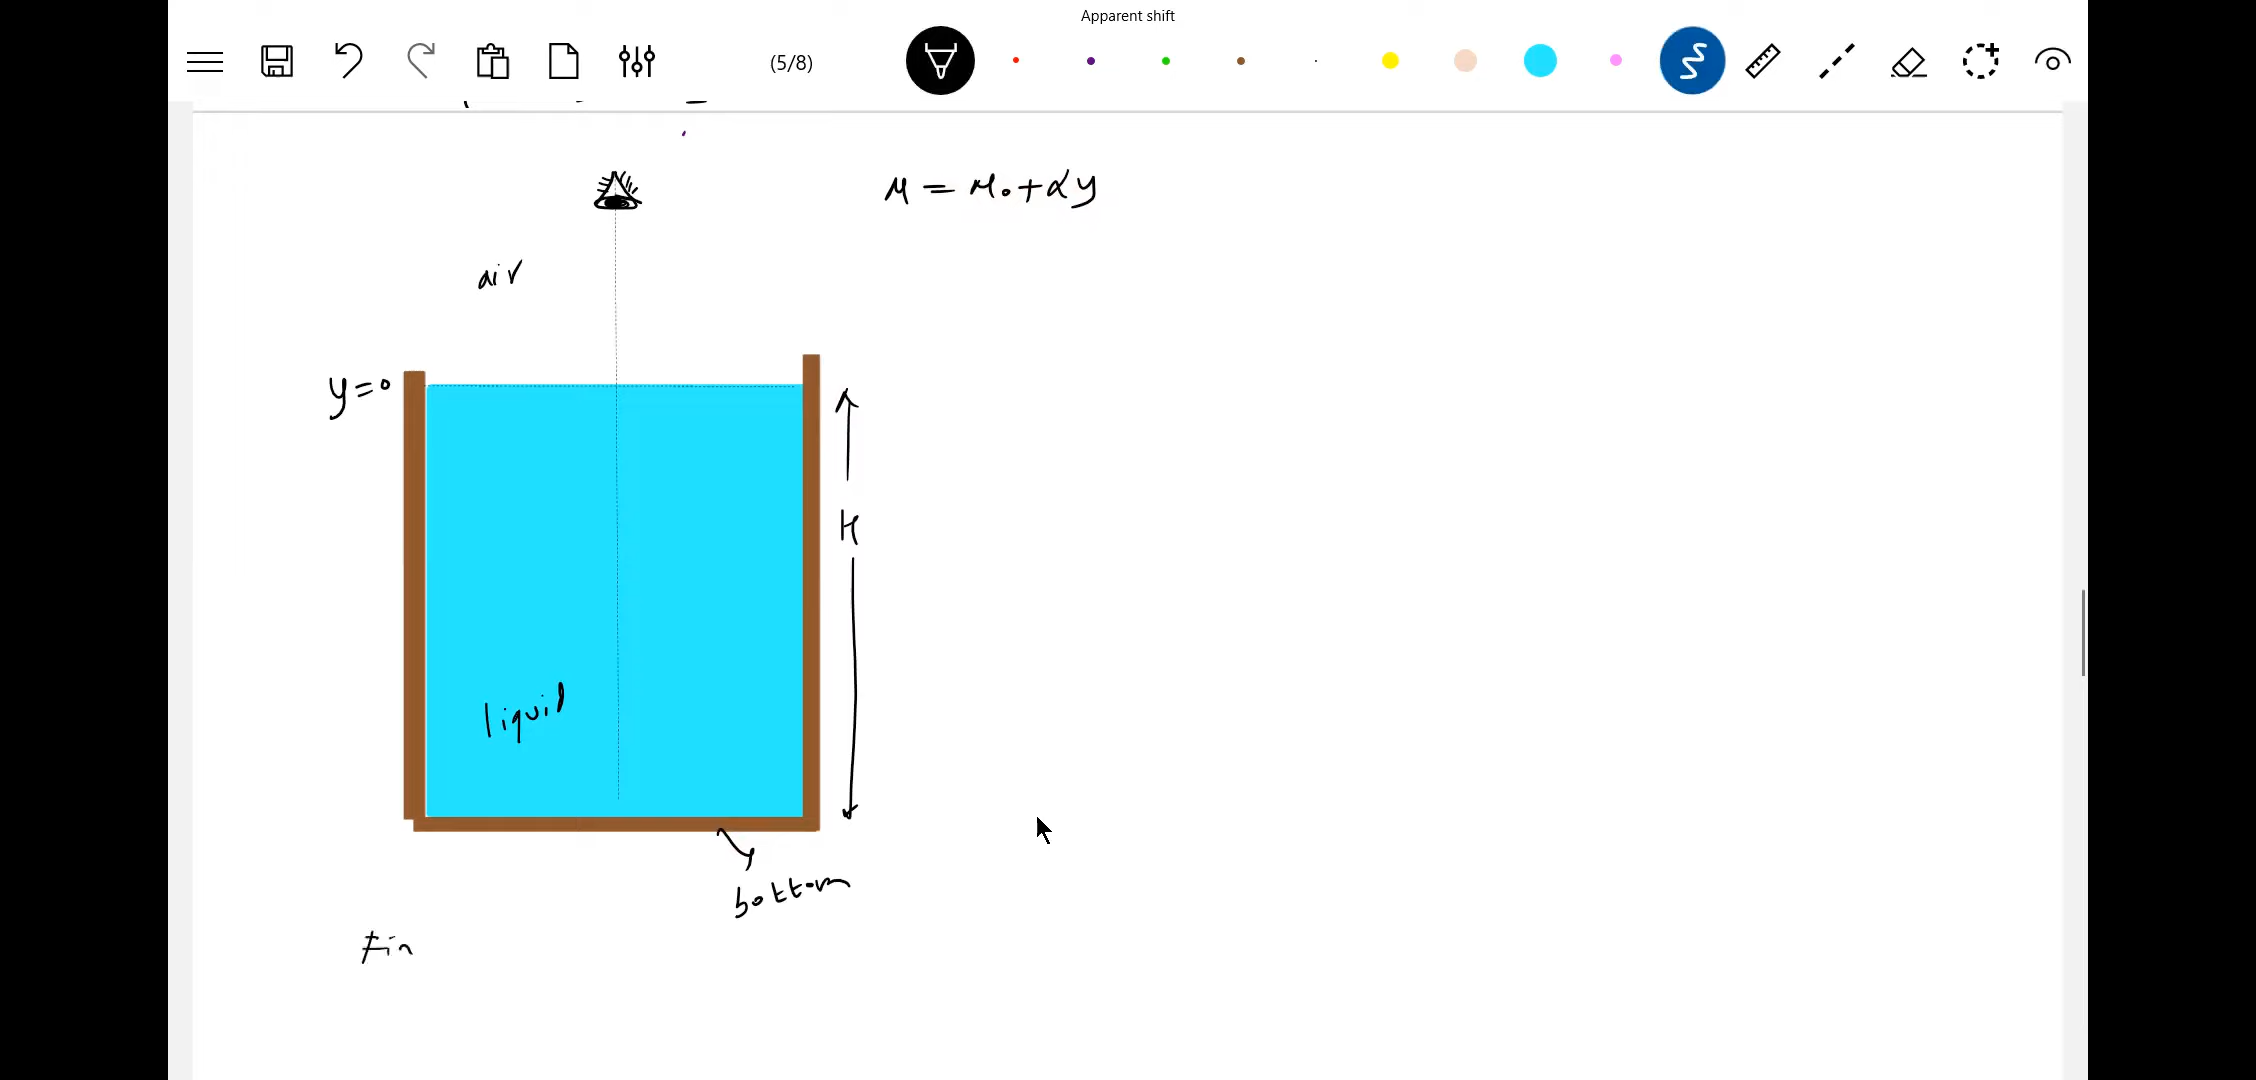 Apparent shift
(5/8)
μ = μ₀ + αy
air
y=0
H
liquid
bottom
Fin